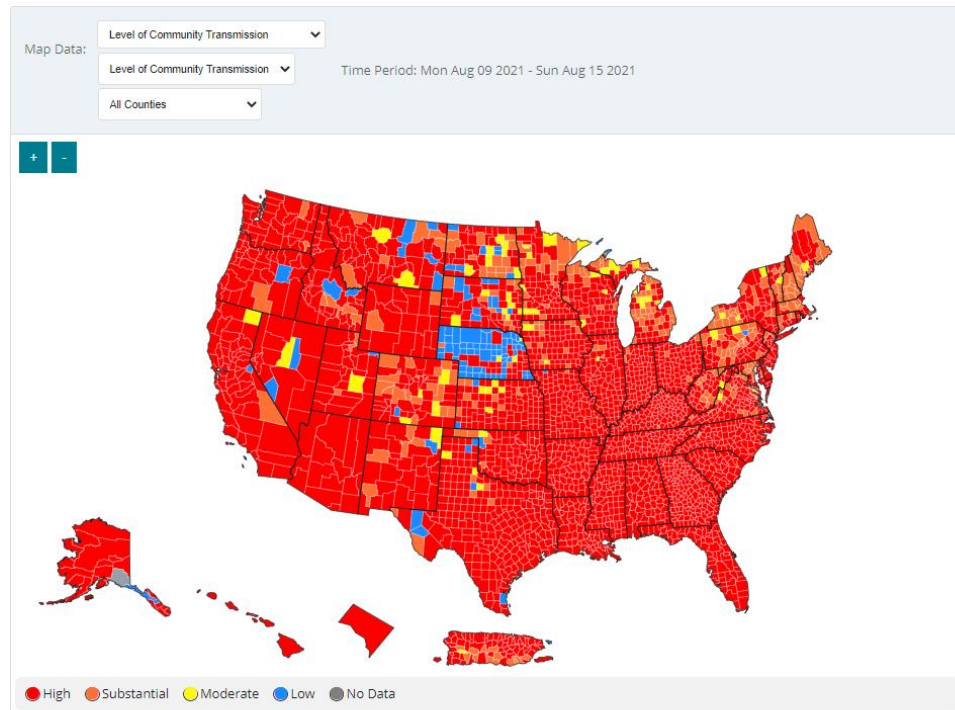 Map Data:
Level of Community Transmission
Level of Community Transmission
Time Period: Mon Aug 09 2021 - Sun Aug 15 2021
All Counties
+ -
High Substantial Moderate Low No Data